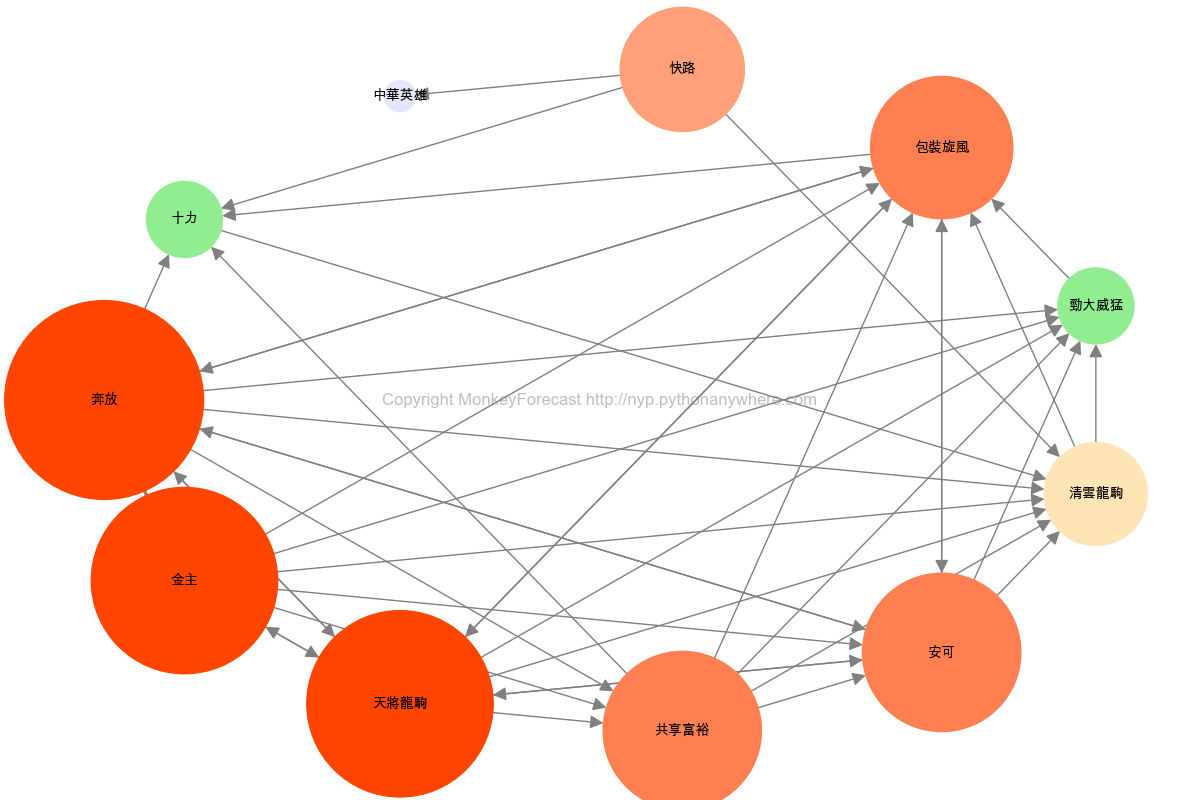 快路
中華英雄
包裝旋風
十力
勁大威猛
奔放
Copyright MonkeyForecast http://nyp.pythonanywhere.com
清雲龍駒
金主
安可
天將龍駒
共享富裕